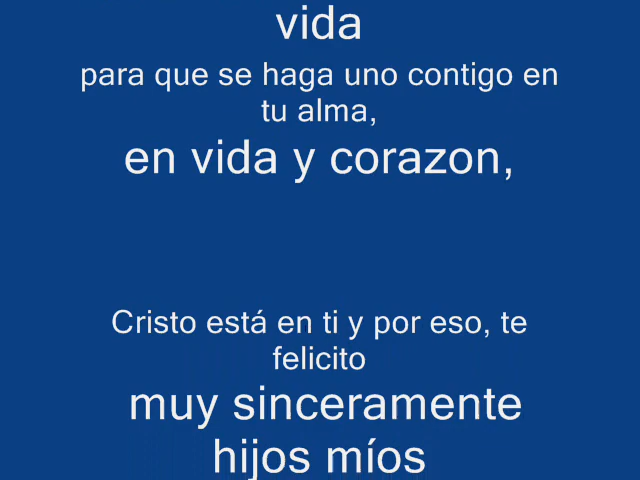 vida
para que se haga uno contigo en
tu alma,
en vida y corazon,
Cristo está en ti y por eso, te
felicito
muy sinceramente
hijos míos